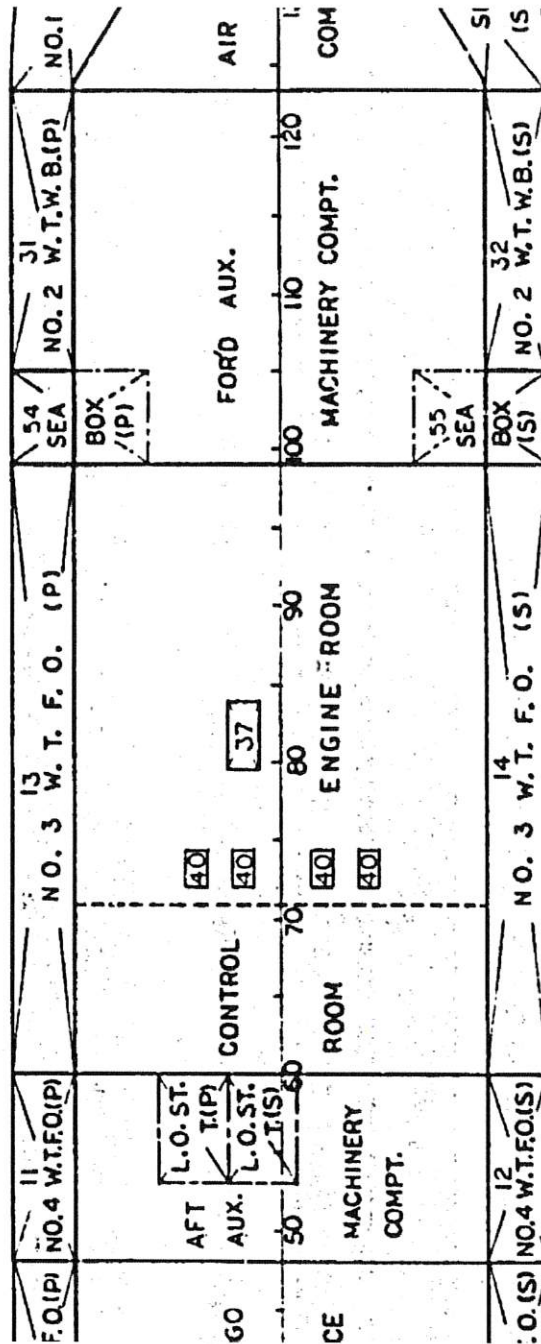 F.O.(P)
11
NO.4 W.T.F.O.(P)
13
NO. 3 W. T. F. O. (P)
54
SEA
BOX
(P)
31
NO. 2 W.T.W.B.(P)
NO.1
GO
CE
AFT
AUX.
MACHINERY
COMPT.
L.O. ST.
T.(P)
L.O. ST.
T.(S)
CONTROL
ROOM
40
40
40
40
37
ENGINE ROOM
FOR'D AUX.
MACHINERY COMPT.
AIR
COM
50 60 70 80 90 100 110 120
F.O.(S)
12
NO.4 W.T.F.O.(S)
14
NO. 3 W. T. F. O. (S)
55
SEA
BOX
(S)
32
NO. 2 W.T. W.B.(S)
SI
(S